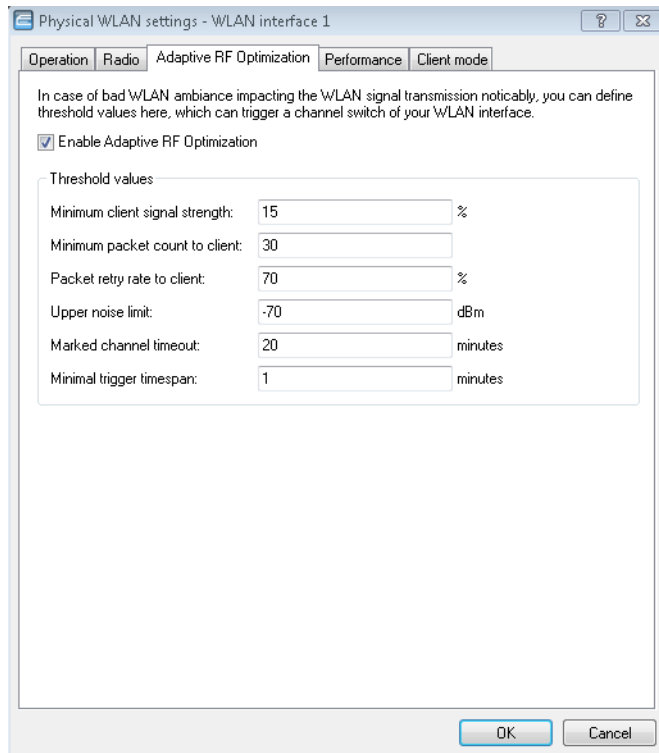 Physical WLAN settings - WLAN interface 1
Operation Radio Adaptive RF Optimization Performance Client mode
In case of bad WLAN ambiance impacting the WLAN signal transmission noticably, you can define
threshold values here, which can trigger a channel switch of your WLAN interface.
Enable Adaptive RF Optimization
Threshold values
Minimum client signal strength: 15 %
Minimum packet count to client: 30
Packet retry rate to client: 70 %
Upper noise limit: -70 dBm
Marked channel timeout: 20 minutes
Minimal trigger timespan: 1 minutes
OK Cancel